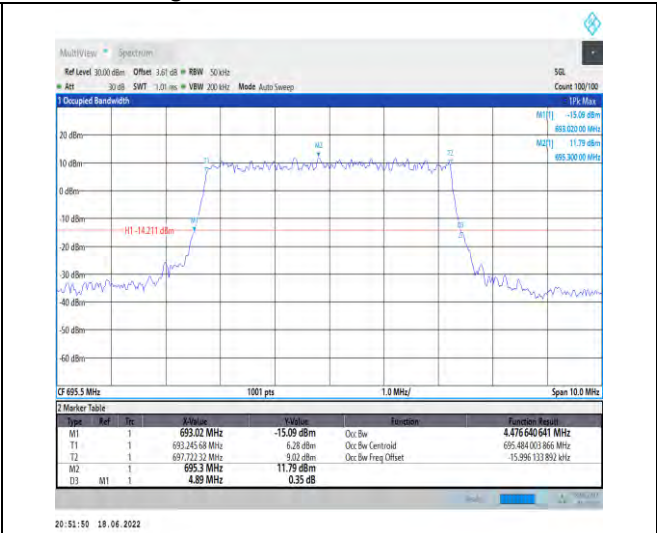 MultiView Spectrum
Ref Level 30.00 dBm Offset 3.61 dB RBW 50 kHz SGL
Att 30 dB SWT 1.01 ms VBW 200 kHz Mode Auto Sweep Count 100/100
1 Occupied Bandwidth 1Pk Max
M1[1] -15.09 dBm
693.020 00 MHz
M2[1] 11.79 dBm
695.300 00 MHz
20 dBm
M2
T1 T2
10 dBm
0 dBm
-10 dBm
M1 D3
H1 -14.211 dBm
-20 dBm
-30 dBm
-40 dBm
-50 dBm
-60 dBm
CF 695.5 MHz 1001 pts 1.0 MHz/ Span 10.0 MHz
2 Marker Table
Type Ref Trc X-Value Y-Value Function Function Result
M1 1 693.02 MHz -15.09 dBm Occ Bw 4.476 640 641 MHz
T1 1 693.245 68 MHz 6.28 dBm Occ Bw Centroid 695.484 003 866 MHz
T2 1 697.722 32 MHz 9.02 dBm Occ Bw Freq Offset -15.996 133 892 kHz
M2 1 695.3 MHz 11.79 dBm
D3 M1 1 4.89 MHz 0.35 dB
20:51:50 18.06.2022